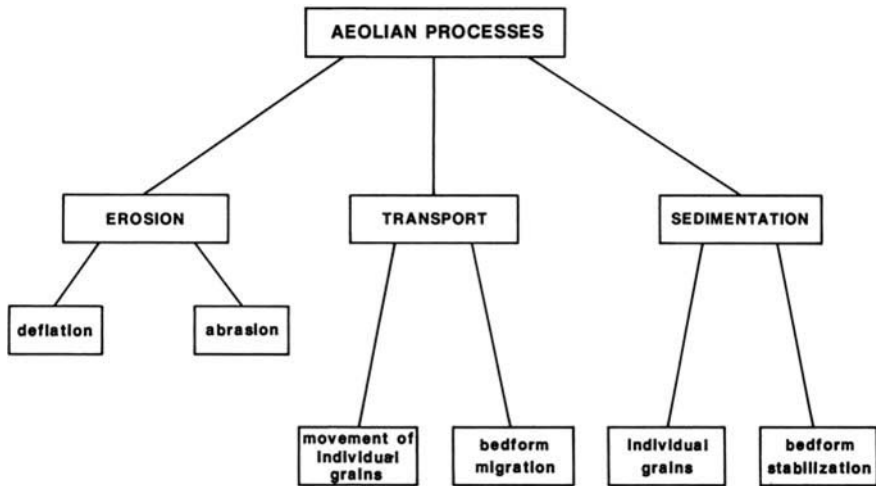 AEOLIAN PROCESSES
EROSION
TRANSPORT
SEDIMENTATION
deflation
abrasion
movement of
individual
grains
bedform
migration
individual
grains
bedform
stabilization